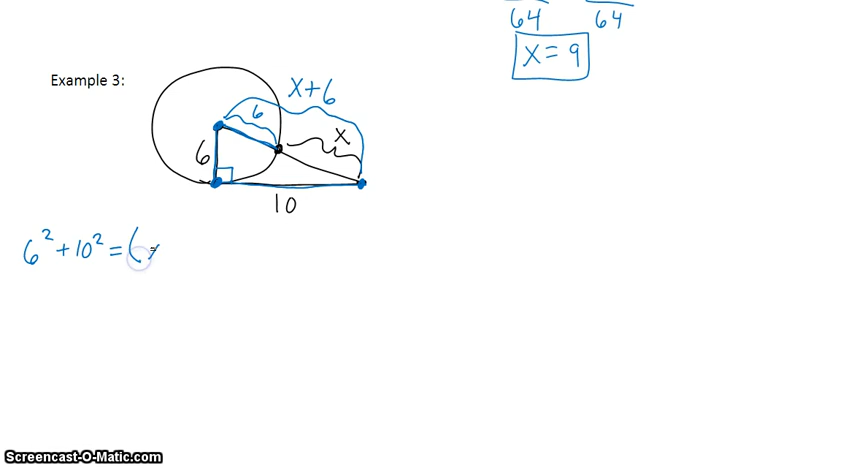 64 64
x = 9
Example 3:
x+6
6
x
6
10
6² + 10² = (x
Screencast-O-Matic.com